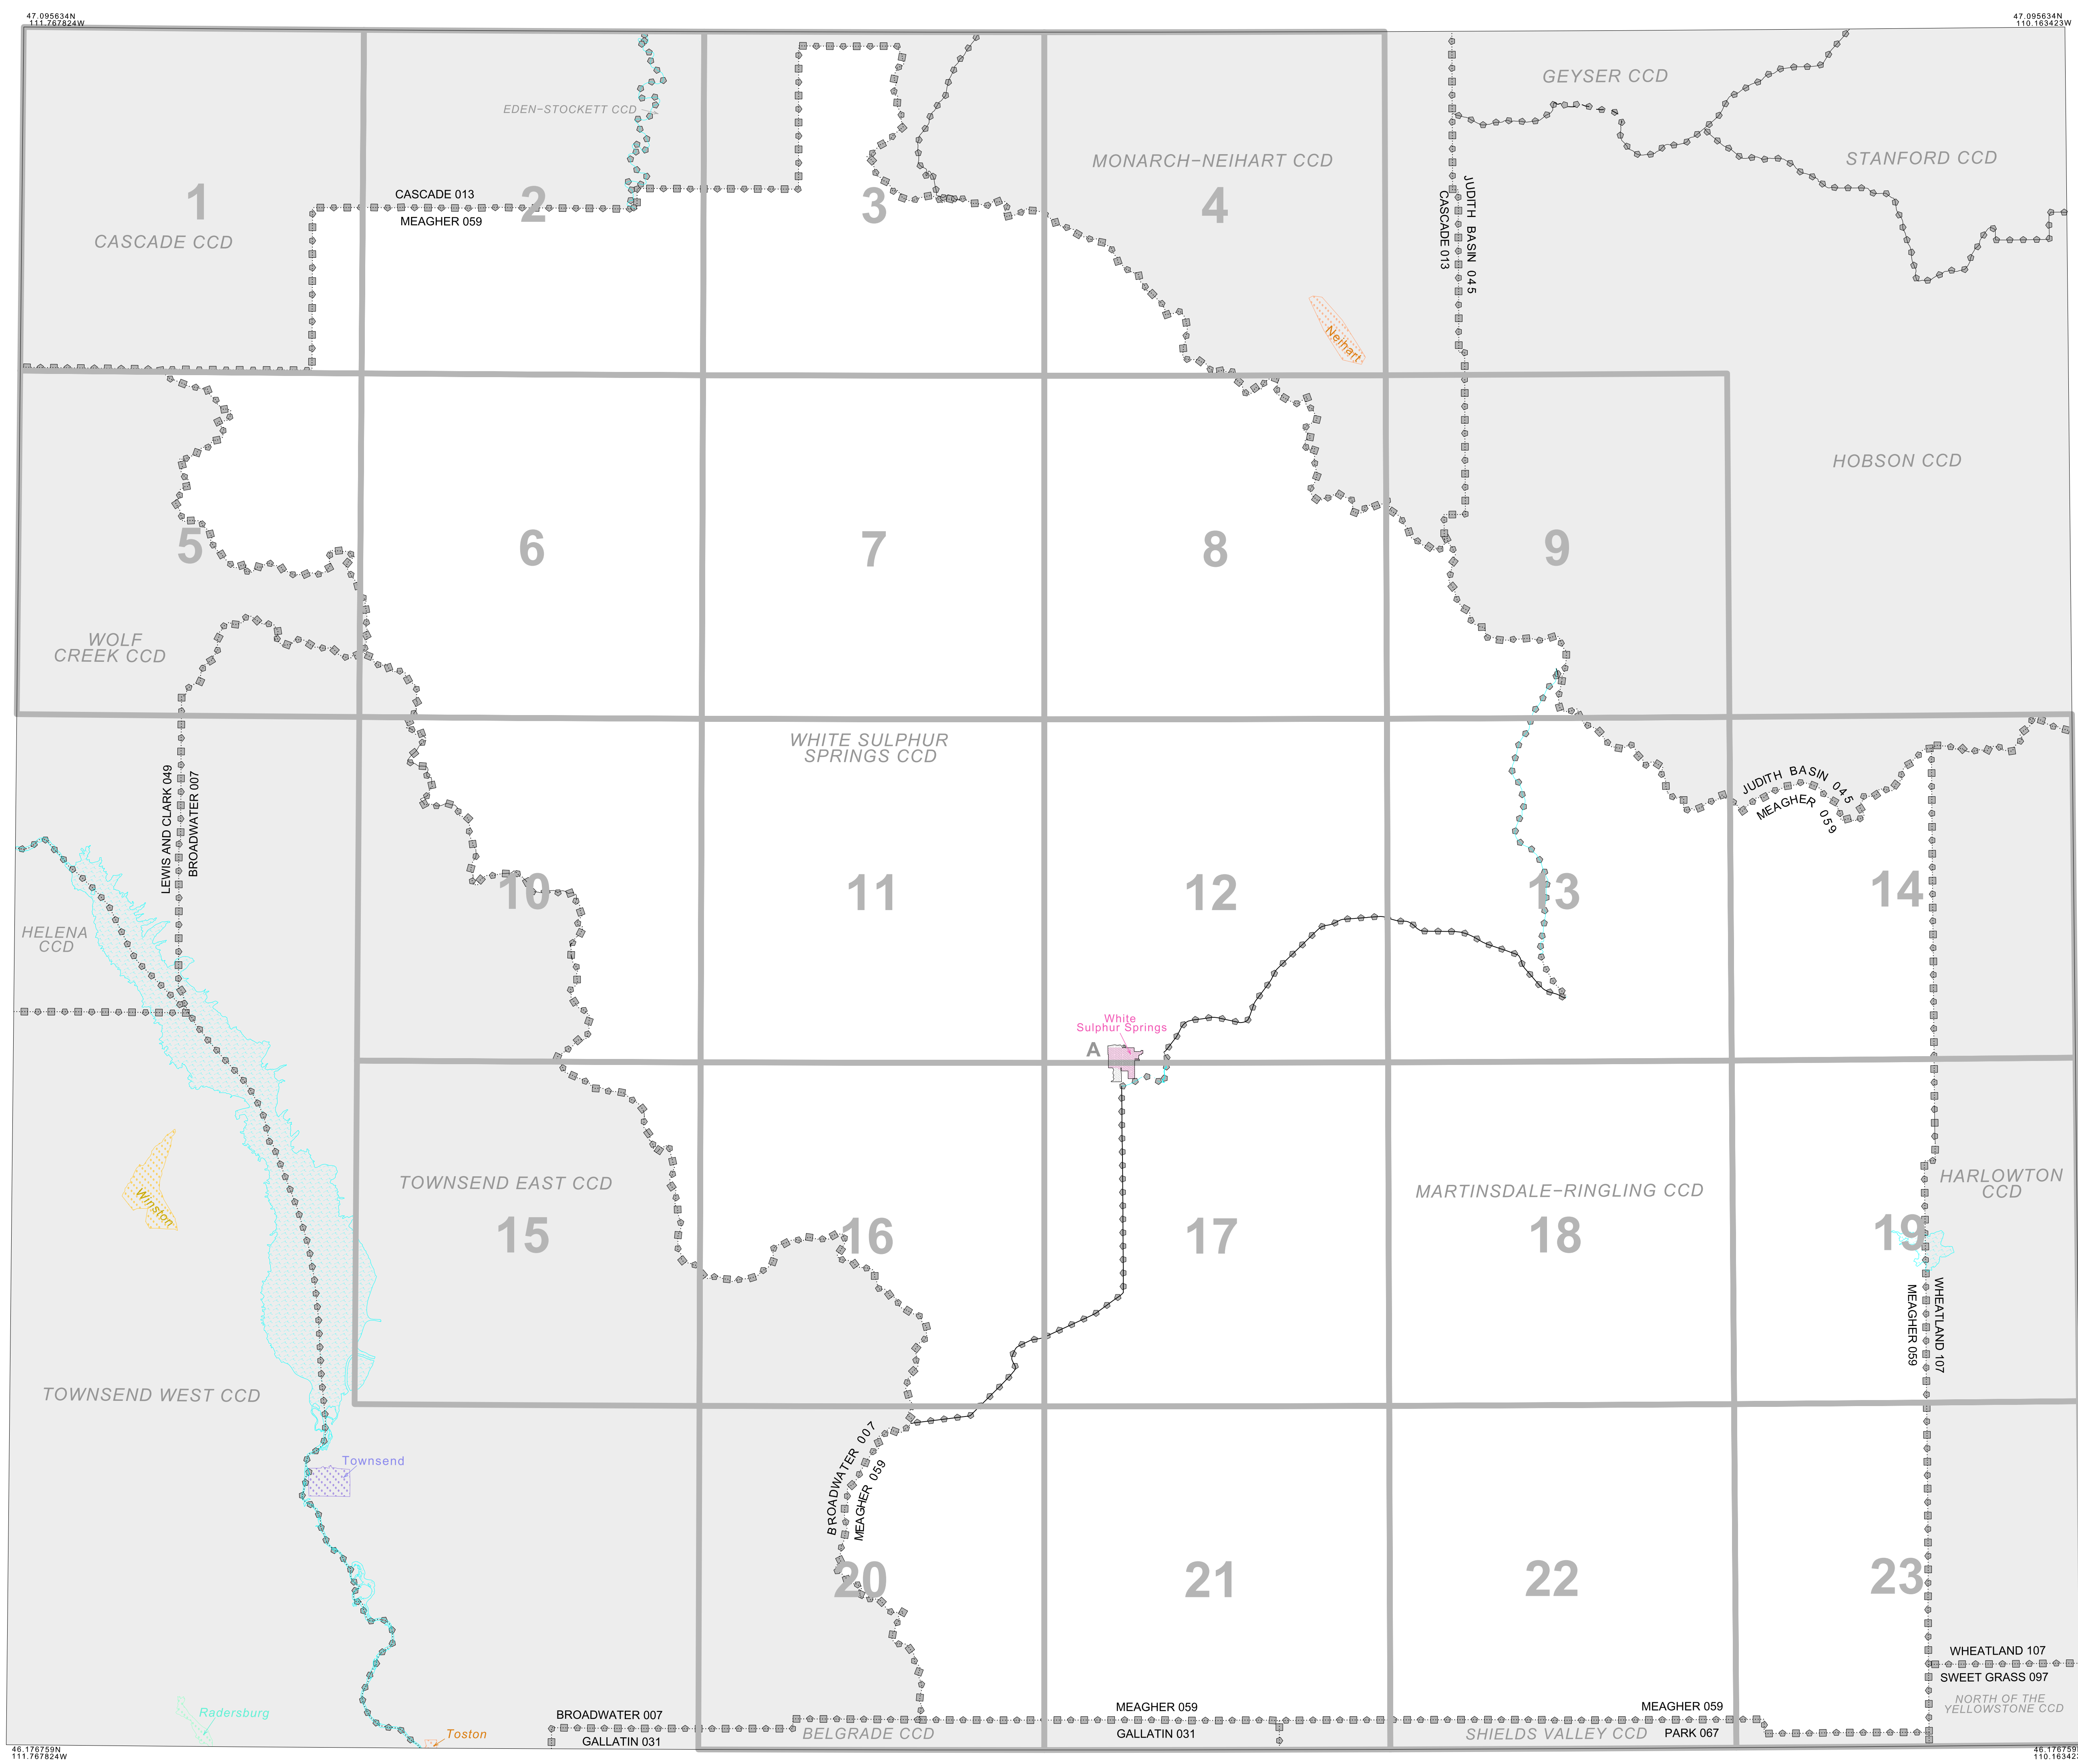 47.095634N
111.767824W
47.095634N
110.163423W
GEYSER CCD
EDEN-STOCKETT CCD
MONARCH-NEIHART CCD
STANFORD CCD
1
2
3
4
CASCADE 013
MEAGHER 059
CASCADE CCD
JUDITH BASIN 045
CASCADE 013
Neihart
HOBSON CCD
5
6
7
8
9
WOLF
CREEK CCD
WHITE SULPHUR
SPRINGS CCD
LEWIS AND CLARK 049
BROADWATER 007
JUDITH BASIN 045
MEAGHER 059
10
11
12
13
14
HELENA
CCD
White
Sulphur Springs
A
Winston
TOWNSEND EAST CCD
MARTINSDALE-RINGLING CCD
HARLOWTON
CCD
15
16
17
18
19
WHEATLAND 107
MEAGHER 059
TOWNSEND WEST CCD
Townsend
BROADWATER 007
MEAGHER 059
20
21
22
23
WHEATLAND 107
SWEET GRASS 097
NORTH OF THE
YELLOWSTONE CCD
Radersburg
Toston
BROADWATER 007
GALLATIN 031
BELGRADE CCD
MEAGHER 059
GALLATIN 031
SHIELDS VALLEY CCD
MEAGHER 059
PARK 067
46.176759N
111.767824W
46.176759N
110.163423W